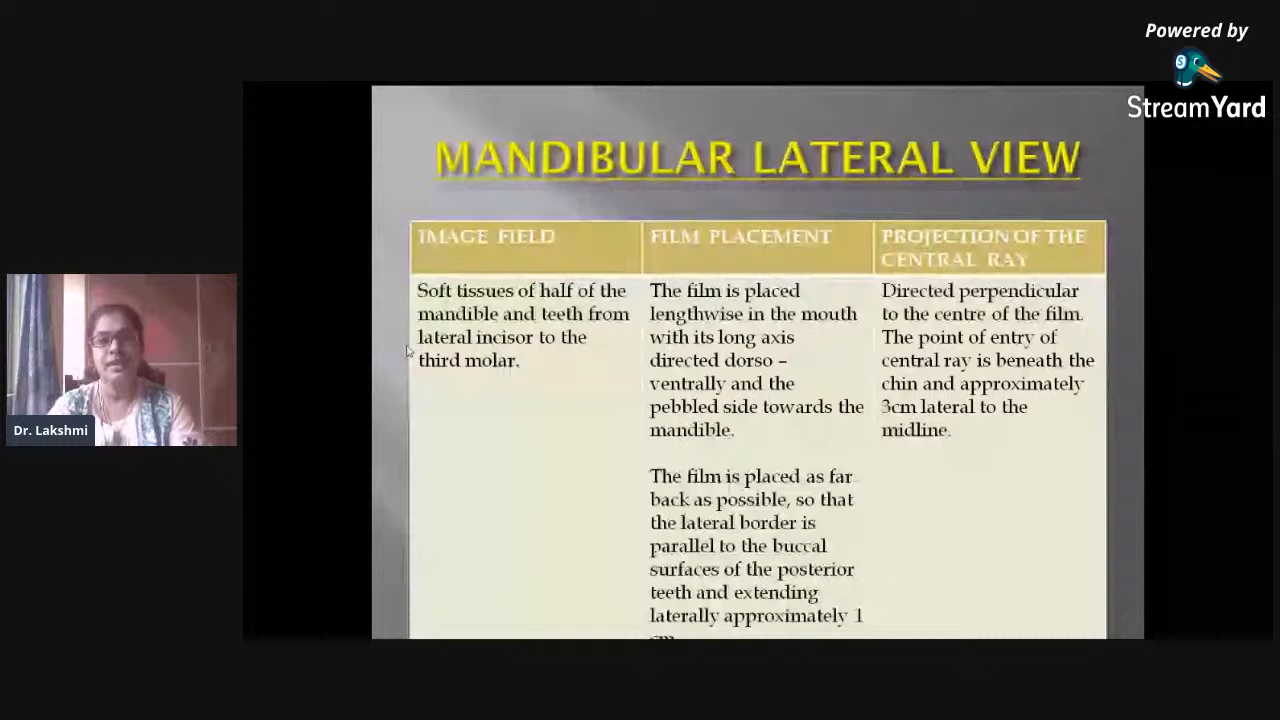 Powered by
StreamYard
MANDIBULAR LATERAL VIEW
IMAGE FIELD
FILM PLACEMENT
PROJECTION OF THE
CENTRAL RAY
Soft tissues of half of the
mandible and teeth from
lateral incisor to the
third molar.
The film is placed
lengthwise in the mouth
with its long axis
directed dorso –
ventrally and the
pebbled side towards the
mandible.
The film is placed as far
back as possible, so that
the lateral border is
parallel to the buccal
surfaces of the posterior
teeth and extending
laterally approximately 1
Directed perpendicular
to the centre of the film.
The point of entry of
central ray is beneath the
chin and approximately
3cm lateral to the
midline.
Dr. Lakshmi